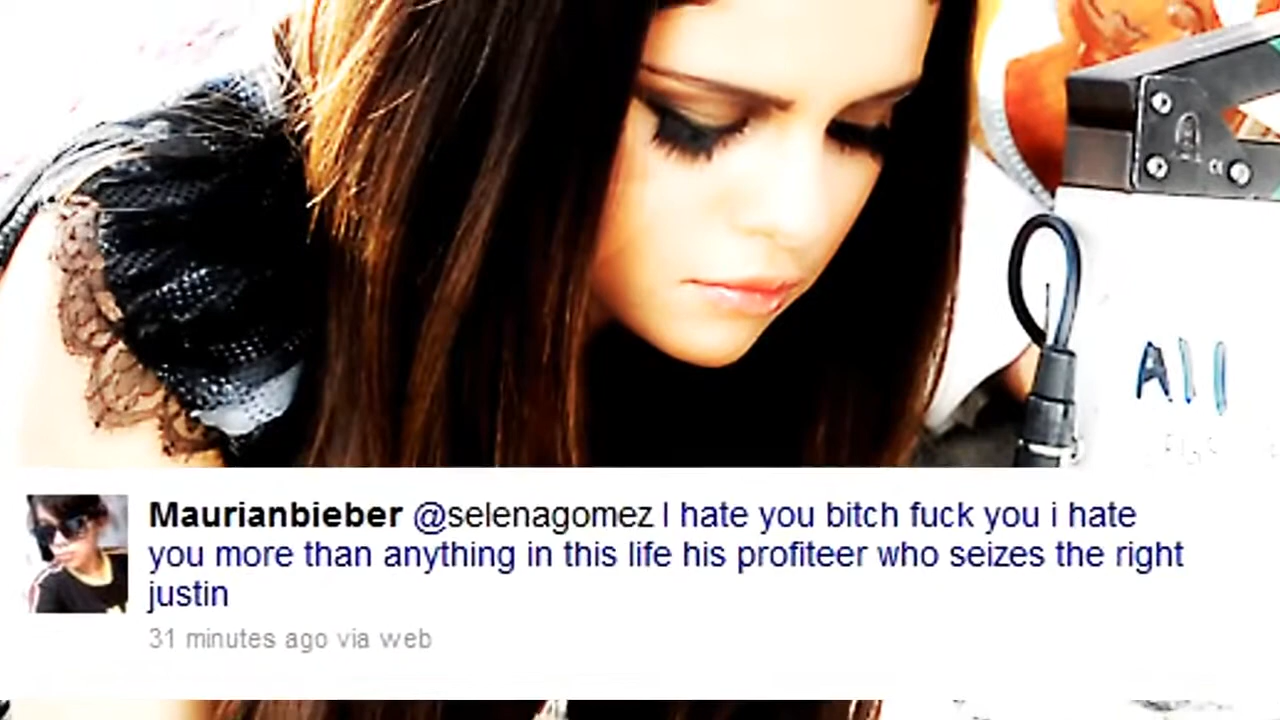 All
Maurianbieber @selenagomez I hate you bitch fuck you i hate
you more than anything in this life his profiteer who seizes the right
justin
31 minutes ago via web